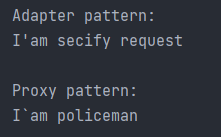 Adapter pattern:
I'am secify request
Proxy pattern:
I`am policeman